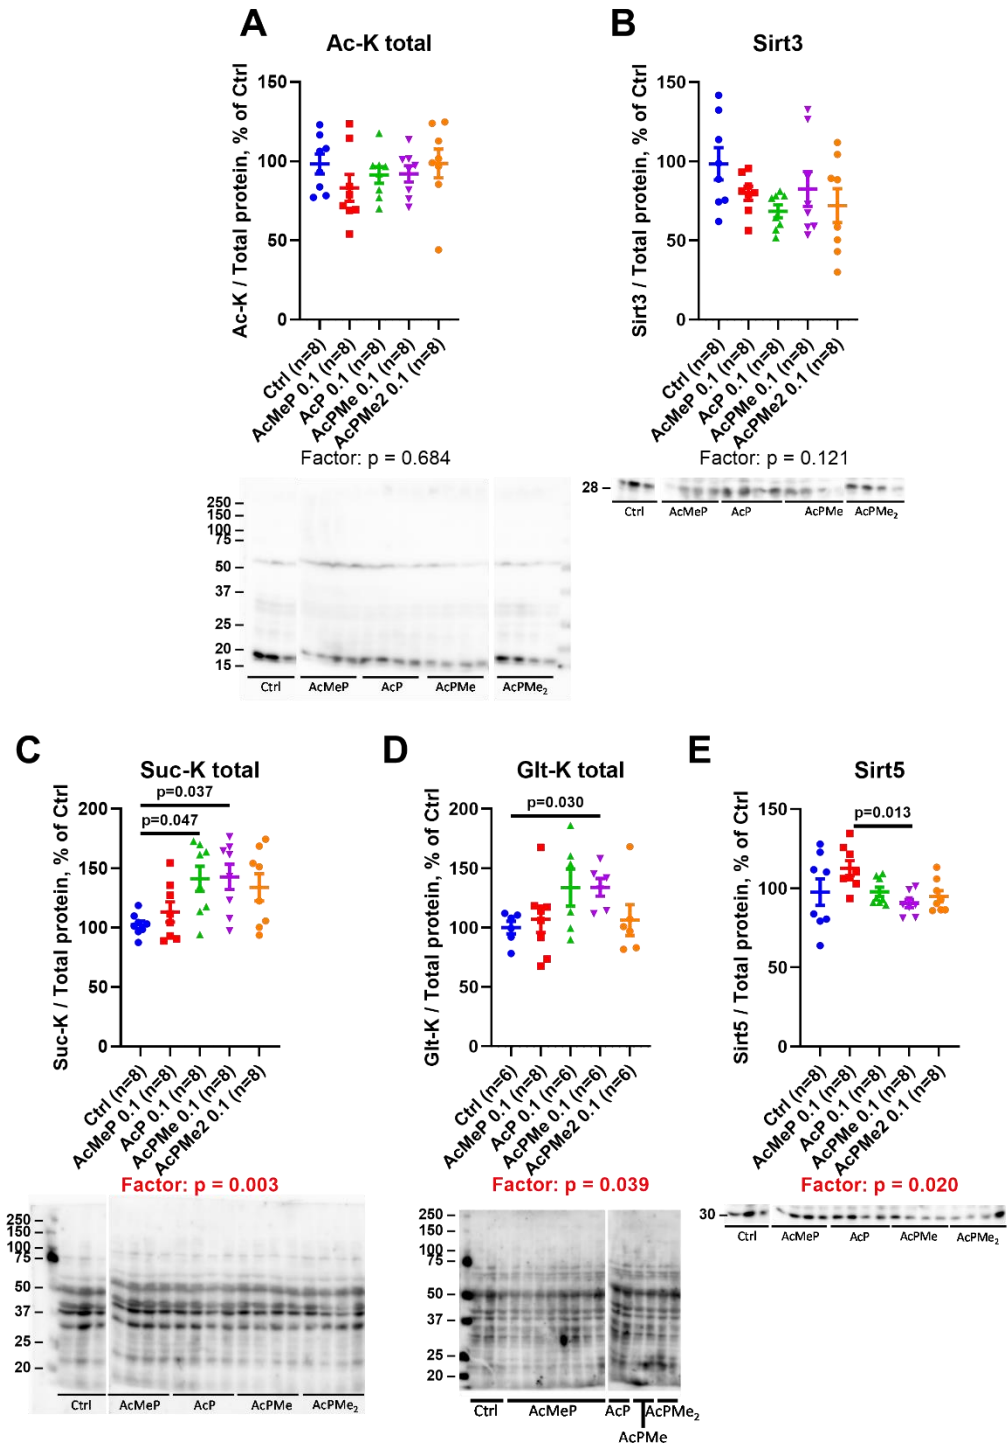 A
Ac-K total
Ac-K / Total protein, % of Ctrl
150
100
50
0
Ctrl (n=8)
AcMeP 0.1 (n=8)
AcP 0.1 (n=8)
AcPMe 0.1 (n=8)
AcPMe2 0.1 (n=8)
Factor: p = 0.684
250
150
100
75
50
37
25
20
15
Ctrl
AcMeP
AcP
AcPMe
AcPMe₂
B
Sirt3
Sirt3 / Total protein, % of Ctrl
150
100
50
0
Ctrl (n=8)
AcMeP 0.1 (n=8)
AcP 0.1 (n=8)
AcPMe 0.1 (n=8)
AcPMe2 0.1 (n=8)
Factor: p = 0.121
28
Ctrl
AcMeP
AcP
AcPMe
AcPMe₂
C
Suc-K total
Suc-K / Total protein, % of Ctrl
200
150
100
50
0
p=0.037
p=0.047
Ctrl (n=8)
AcMeP 0.1 (n=8)
AcP 0.1 (n=8)
AcPMe 0.1 (n=8)
AcPMe2 0.1 (n=8)
Factor: p = 0.003
250
150
100
75
50
37
25
20
Ctrl
AcMeP
AcP
AcPMe
AcPMe₂
D
Glt-K total
Glt-K / Total protein, % of Ctrl
200
150
100
50
0
p=0.030
Ctrl (n=6)
AcMeP 0.1 (n=8)
AcP 0.1 (n=6)
AcPMe 0.1 (n=6)
AcPMe2 0.1 (n=6)
Factor: p = 0.039
250
150
100
75
50
37
25
20
Ctrl
AcMeP
AcP
AcPMe
AcPMe₂
E
Sirt5
Sirt5 / Total protein, % of Ctrl
150
100
50
0
p=0.013
Ctrl (n=8)
AcMeP 0.1 (n=8)
AcP 0.1 (n=8)
AcPMe 0.1 (n=8)
AcPMe2 0.1 (n=8)
Factor: p = 0.020
30
Ctrl
AcMeP
AcP
AcPMe
AcPMe₂